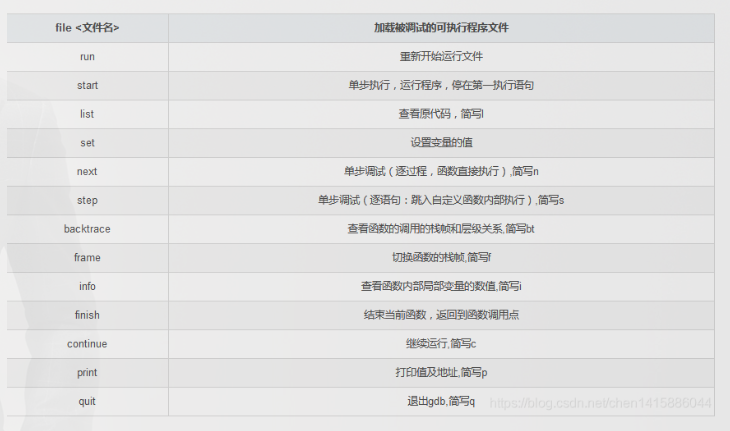 file <文件名> 加载被调试的可执行程序文件
run 重新开始运行文件
start 单步执行，运行程序，停在第一执行语句
list 查看原代码，简写l
set 设置变量的值
next 单步调试（逐过程，函数直接执行）,简写n
step 单步调试（逐语句：跳入自定义函数内部执行）,简写s
backtrace 查看函数的调用的栈帧和层级关系,简写bt
frame 切换函数的栈帧,简写f
info 查看函数内部局部变量的数值,简写i
finish 结束当前函数，返回到函数调用点
continue 继续运行,简写c
print 打印值及地址,简写p
quit 退出gdb,简写q
https://blog.csdn.net/chen1415886044